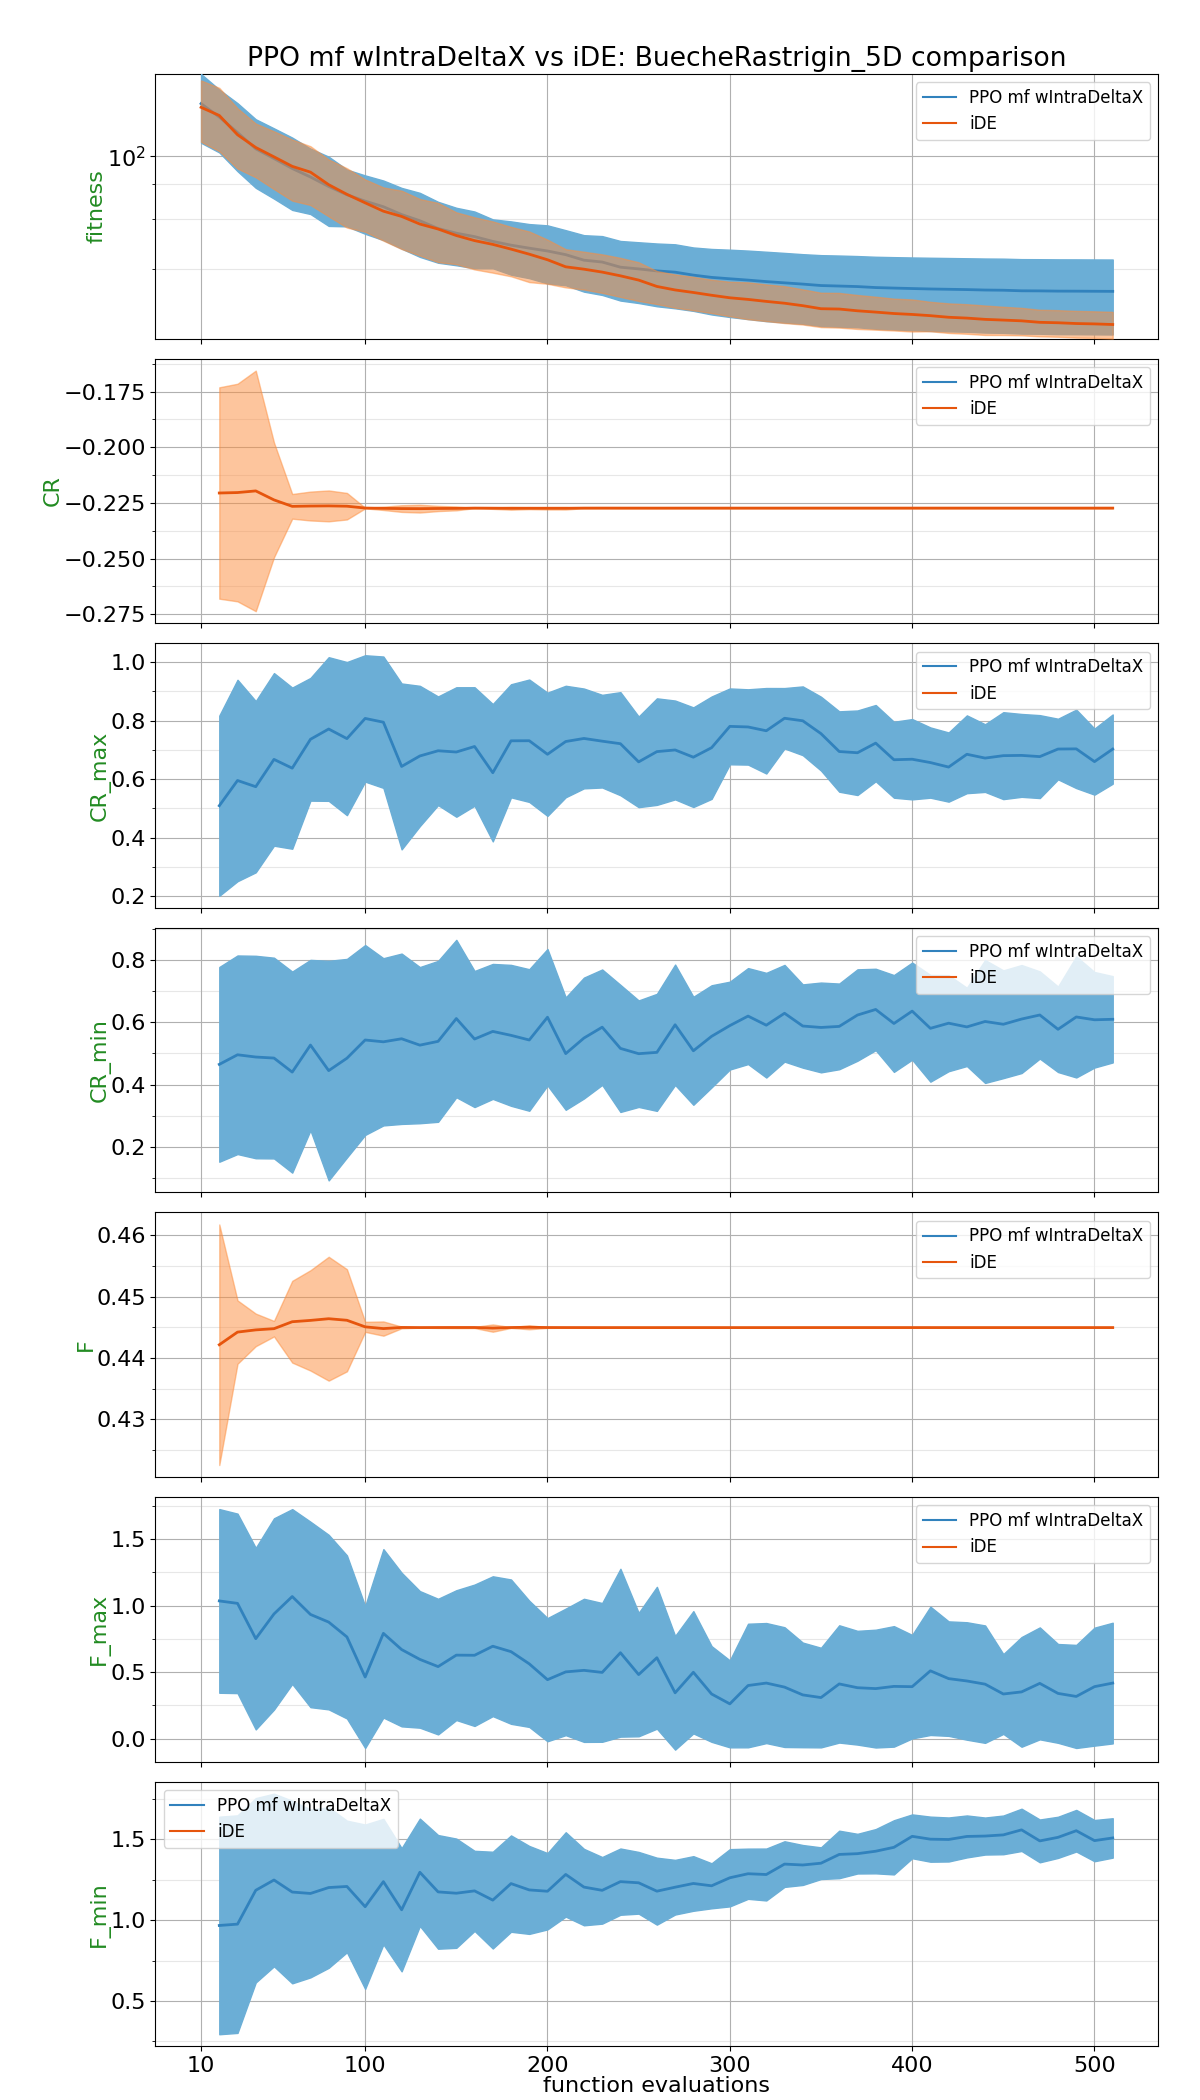 PPO mf wIntraDeltaX vs iDE: BuecheRastrigin_5D comparison
fitness
10²
PPO mf wIntraDeltaX
iDE
CR
−0.175
−0.200
−0.225
−0.250
−0.275
PPO mf wIntraDeltaX
iDE
CR_max
1.0
0.8
0.6
0.4
0.2
PPO mf wIntraDeltaX
iDE
CR_min
0.8
0.6
0.4
0.2
PPO mf wIntraDeltaX
iDE
F
0.46
0.45
0.44
0.43
PPO mf wIntraDeltaX
iDE
F_max
1.5
1.0
0.5
0.0
PPO mf wIntraDeltaX
iDE
F_min
1.5
1.0
0.5
PPO mf wIntraDeltaX
iDE
10 100 200 300 400 500
function evaluations